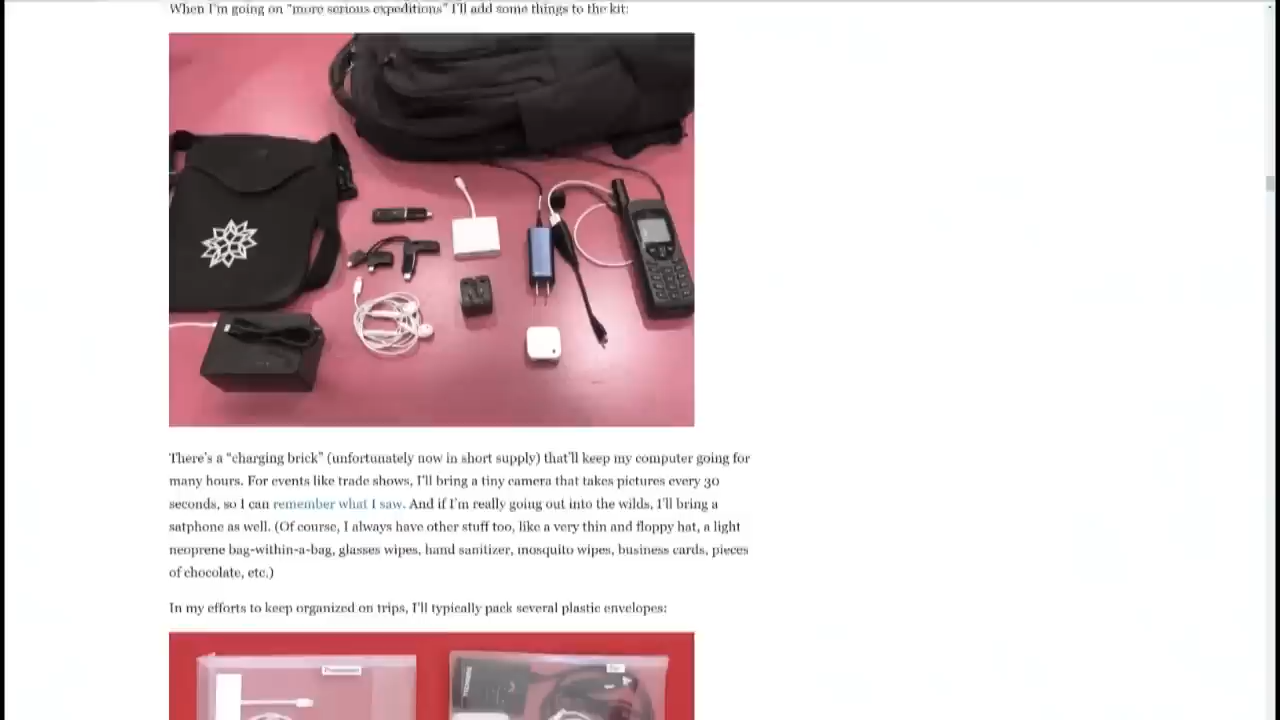 When I'm going on "more serious expeditions" I'll add some things to the kit:
There's a "charging brick" (unfortunately now in short supply) that'll keep my computer going for
many hours. For events like trade shows, I'll bring a tiny camera that takes pictures every 30
seconds, so I can remember what I saw. And if I'm really going out into the wilds, I'll bring a
satphone as well. (Of course, I always have other stuff too, like a very thin and floppy hat, a light
neoprene bag-within-a-bag, glasses wipes, hand sanitizer, mosquito wipes, business cards, pieces
of chocolate, etc.)
In my efforts to keep organized on trips, I'll typically pack several plastic envelopes: